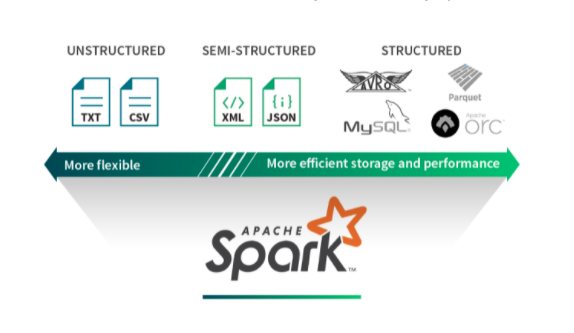 UNSTRUCTURED
SEMI-STRUCTURED
STRUCTURED
TXT
CSV
</>
XML
{;}
JSON
AVRO
Parquet
MySQL
Apache
orc
More flexible
More efficient storage and performance
APACHE
Spark™